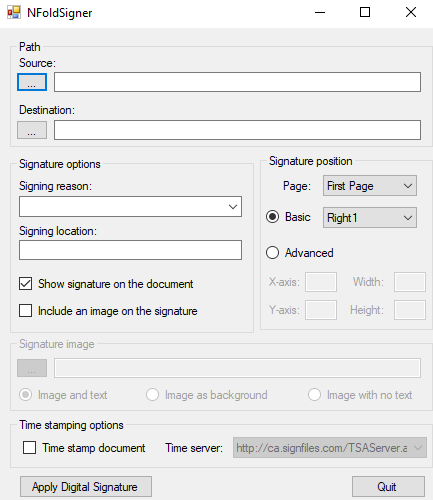 NFoldSigner
Path
Source:
...
Destination:
...
Signature options
Signing reason:
Signing location:
Show signature on the document
Include an image on the signature
Signature position
Page: First Page
Basic Right1
Advanced
X-axis: Width:
Y-axis: Height:
Signature image
...
Image and text Image as background Image with no text
Time stamping options
Time stamp document Time server: http://ca.signfiles.com/TSAServer.a
Apply Digital Signature Quit